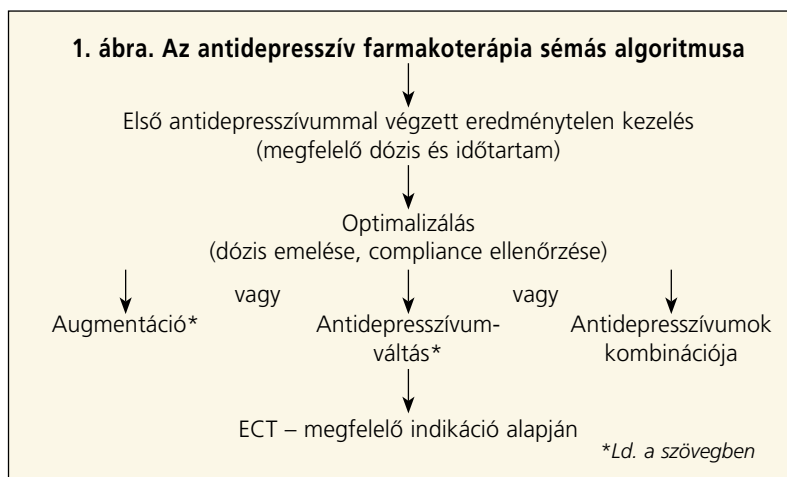 1. ábra. Az antidepresszív farmakoterápia sémás algoritmusa
Első antidepresszívummal végzett eredménytelen kezelés
(megfelelő dózis és időtartam)
Optimalizálás
(dózis emelése, compliance ellenőrzése)
vagy
vagy
Augmentáció*
Antidepresszívum-
váltás*
Antidepresszívumok
kombinációja
ECT – megfelelő indikáció alapján
*Ld. a szövegben